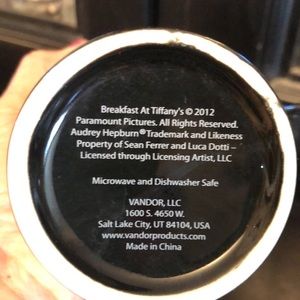 Breakfast At Tiffany's © 2012
Paramount Pictures. All Rights Reserved.
Audrey Hepburn® Trademark and Likeness
Property of Sean Ferrer and Luca Dotti –
Licensed through Licensing Artist, LLC
Microwave and Dishwasher Safe
VANDOR, LLC
1600 S. 4650 W.
Salt Lake City, UT 84104, USA
www.vandorproducts.com
Made in China